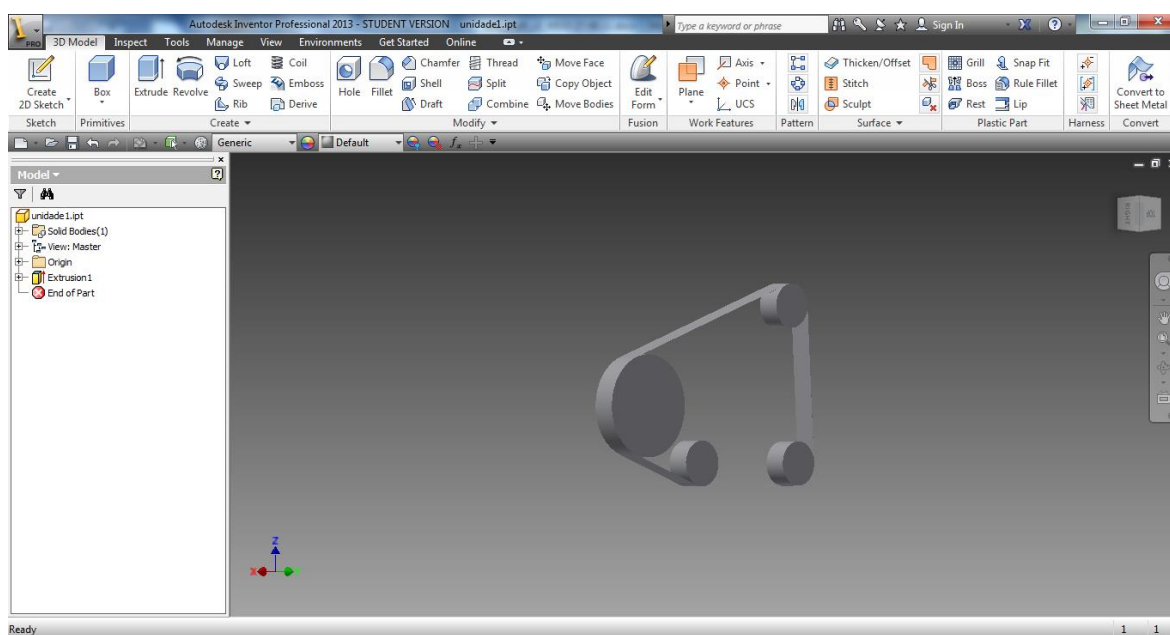 Autodesk Inventor Professional 2013 - STUDENT VERSION unidade1.ipt
Type a keyword or phrase
Sign In
PRO
3D Model Inspect Tools Manage View Environments Get Started Online
Create 2D Sketch
Box
Extrude Revolve
Loft
Sweep
Rib
Coil
Emboss
Derive
Hole Fillet
Chamfer
Shell
Draft
Thread
Split
Combine
Move Face
Copy Object
Move Bodies
Edit Form
Plane
Axis
Point
UCS
Thicken/Offset
Stitch
Sculpt
Grill
Boss
Rest
Snap Fit
Rule Fillet
Lip
Convert to Sheet Metal
Sketch Primitives Create Modify Fusion Work Features Pattern Surface Plastic Part Harness Convert
Generic Default
Model
unidade1.ipt
Solid Bodies(1)
View: Master
Origin
Extrusion1
End of Part
RIGHT
Z
X
Ready
1 1